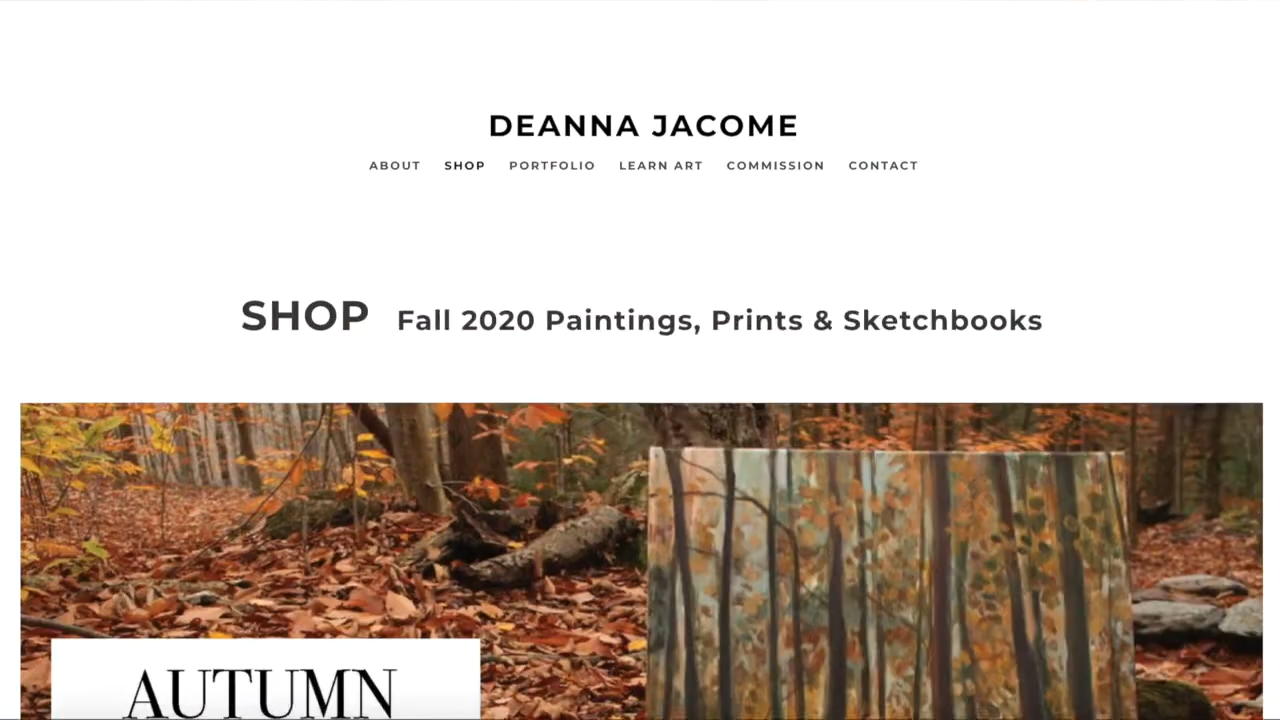 DEANNA JACOME
ABOUT SHOP PORTFOLIO LEARN ART COMMISSION CONTACT
SHOP Fall 2020 Paintings, Prints & Sketchbooks
AUTUMN